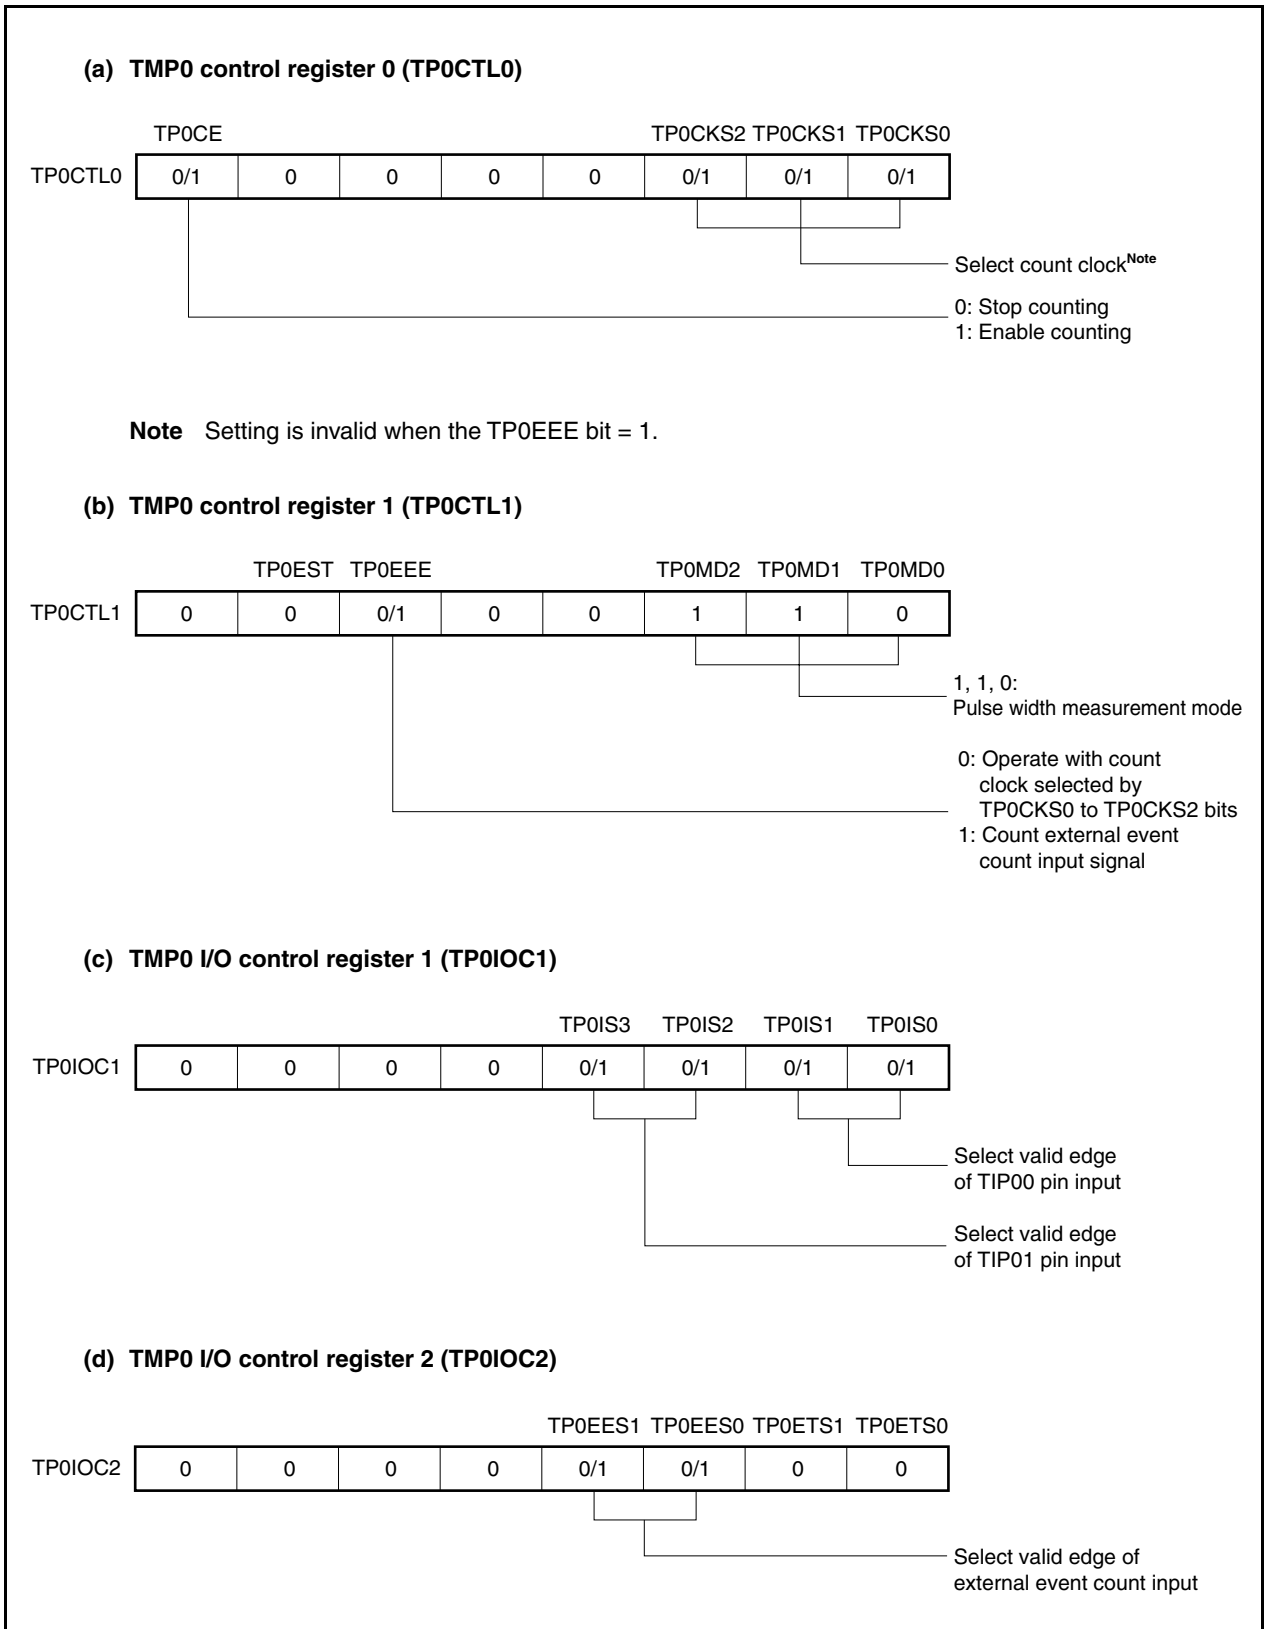 (a) TMP0 control register 0 (TP0CTL0)
TP0CE TP0CKS2 TP0CKS1 TP0CKS0
TP0CTL0 0/1 0 0 0 0 0/1 0/1 0/1
Select count clockNote
0: Stop counting
1: Enable counting
Note Setting is invalid when the TP0EEE bit = 1.
(b) TMP0 control register 1 (TP0CTL1)
TP0EST TP0EEE TP0MD2 TP0MD1 TP0MD0
TP0CTL1 0 0 0/1 0 0 1 1 0
1, 1, 0:
Pulse width measurement mode
0: Operate with count
clock selected by
TP0CKS0 to TP0CKS2 bits
1: Count external event
count input signal
(c) TMP0 I/O control register 1 (TP0IOC1)
TP0IS3 TP0IS2 TP0IS1 TP0IS0
TP0IOC1 0 0 0 0 0/1 0/1 0/1 0/1
Select valid edge
of TIP00 pin input
Select valid edge
of TIP01 pin input
(d) TMP0 I/O control register 2 (TP0IOC2)
TP0EES1 TP0EES0 TP0ETS1 TP0ETS0
TP0IOC2 0 0 0 0 0/1 0/1 0 0
Select valid edge of
external event count input